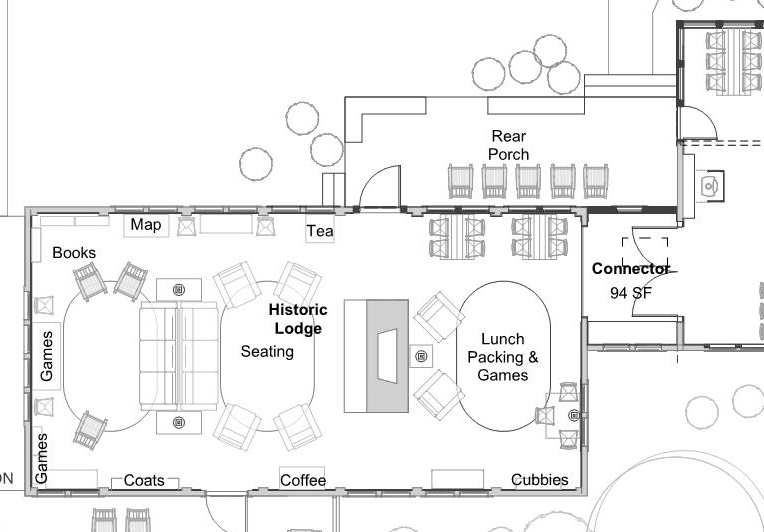 Rear
Porch
Map
Tea
Books
Connector
94 SF
Historic
Lodge
Seating
Games
Lunch
Packing &
Games
Games
Coats
Coffee
Cubbies
ON